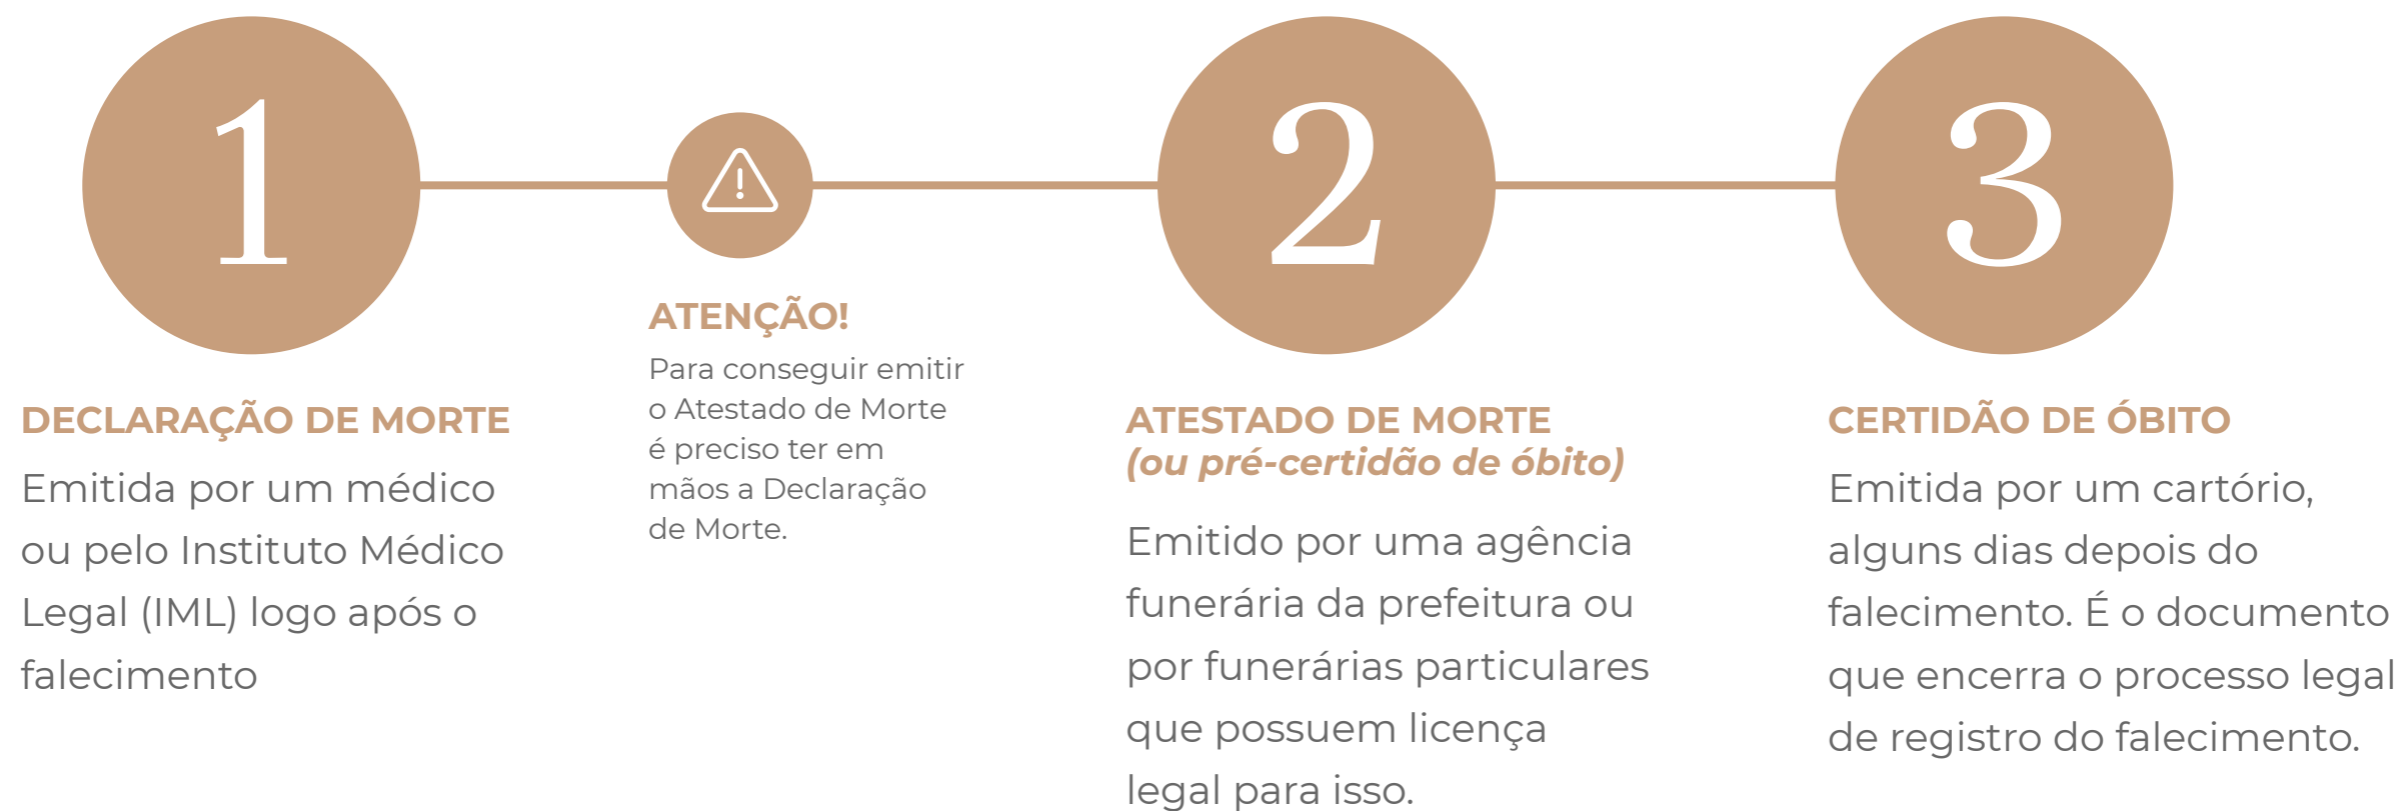 1
DECLARAÇÃO DE MORTE
Emitida por um médico
ou pelo Instituto Médico
Legal (IML) logo após o
falecimento
ATENÇÃO!
Para conseguir emitir
o Atestado de Morte
é preciso ter em
mãos a Declaração
de Morte.
2
ATESTADO DE MORTE
(ou pré-certidão de óbito)
Emitido por uma agência
funerária da prefeitura ou
por funerárias particulares
que possuem licença
legal para isso.
3
CERTIDÃO DE ÓBITO
Emitida por um cartório,
alguns dias depois do
falecimento. É o documento
que encerra o processo legal
de registro do falecimento.